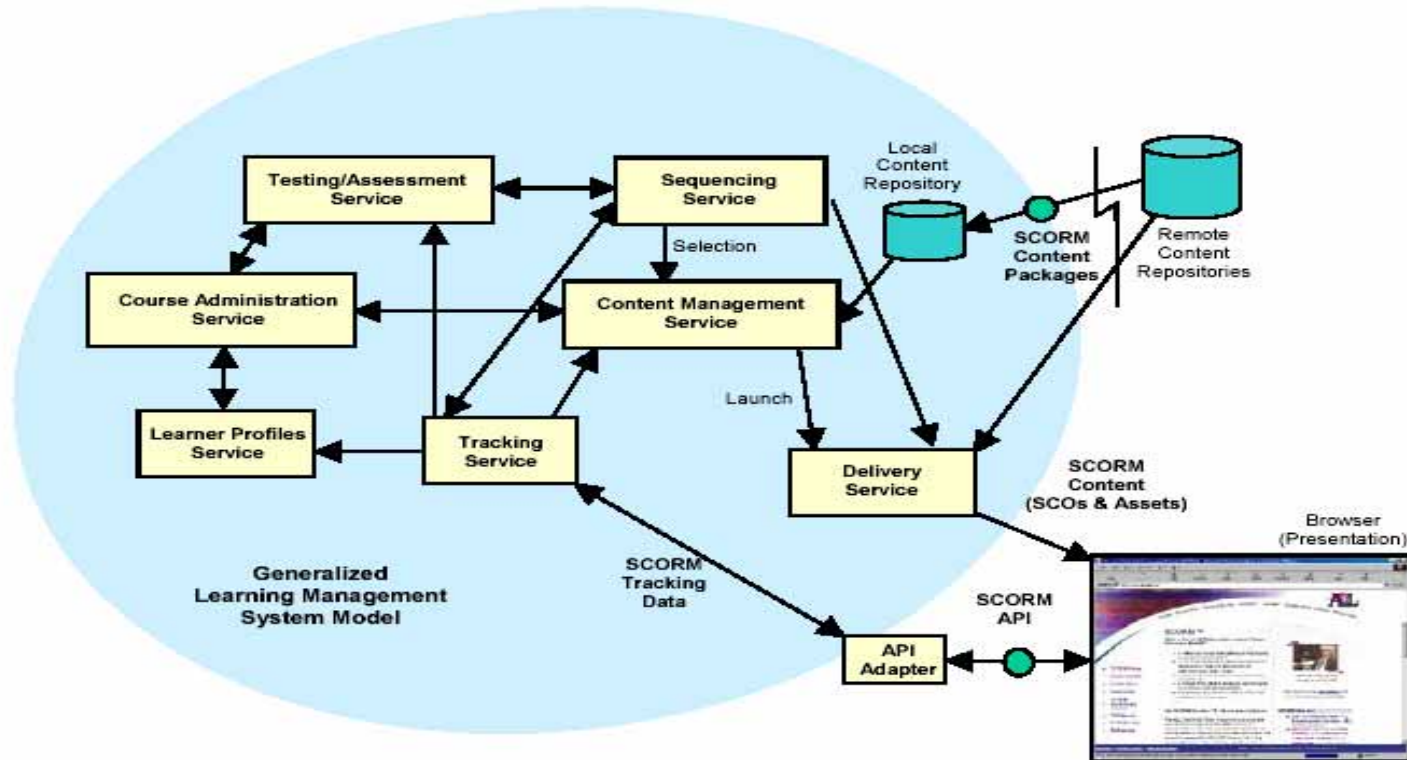 Testing/Assessment
Service
Sequencing
Service
Local
Content
Repository
Selection
SCORM
Content
Packages
Remote
Content
Repositories
Course Administration
Service
Content Management
Service
Launch
Learner Profiles
Service
Tracking
Service
Delivery
Service
SCORM
Content
(SCOs & Assets)
Browser
(Presentation)
Generalized
Learning Management
System Model
SCORM
Tracking
Data
SCORM
API
API
Adapter
SCORM